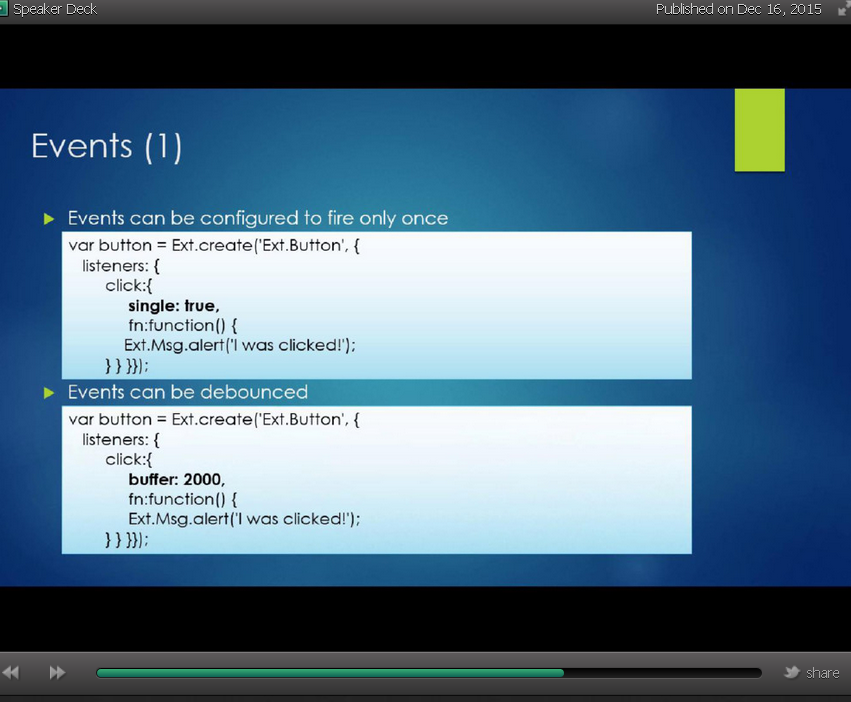 Speaker Deck
Published on Dec 16, 2015
Events (1)
Events can be configured to fire only once
var button = Ext.create('Ext.Button', {
listeners: {
click:{
single: true,
fn:function() {
Ext.Msg.alert('I was clicked!');
} } }});
Events can be debounced
var button = Ext.create('Ext.Button', {
listeners: {
click:{
buffer: 2000,
fn:function() {
Ext.Msg.alert('I was clicked!');
} } }});
share